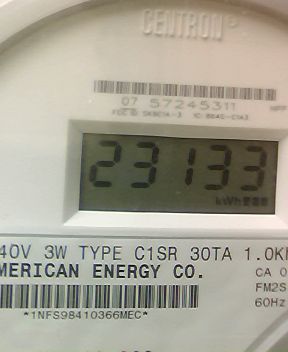 CENTRON®
07 57245311
23133
kWh
40V 3W TYPE C1SR 30TA 1.0K
MERICAN ENERGY CO.
CA 0
FM2S
60Hz
*1NFS98410366MEC*